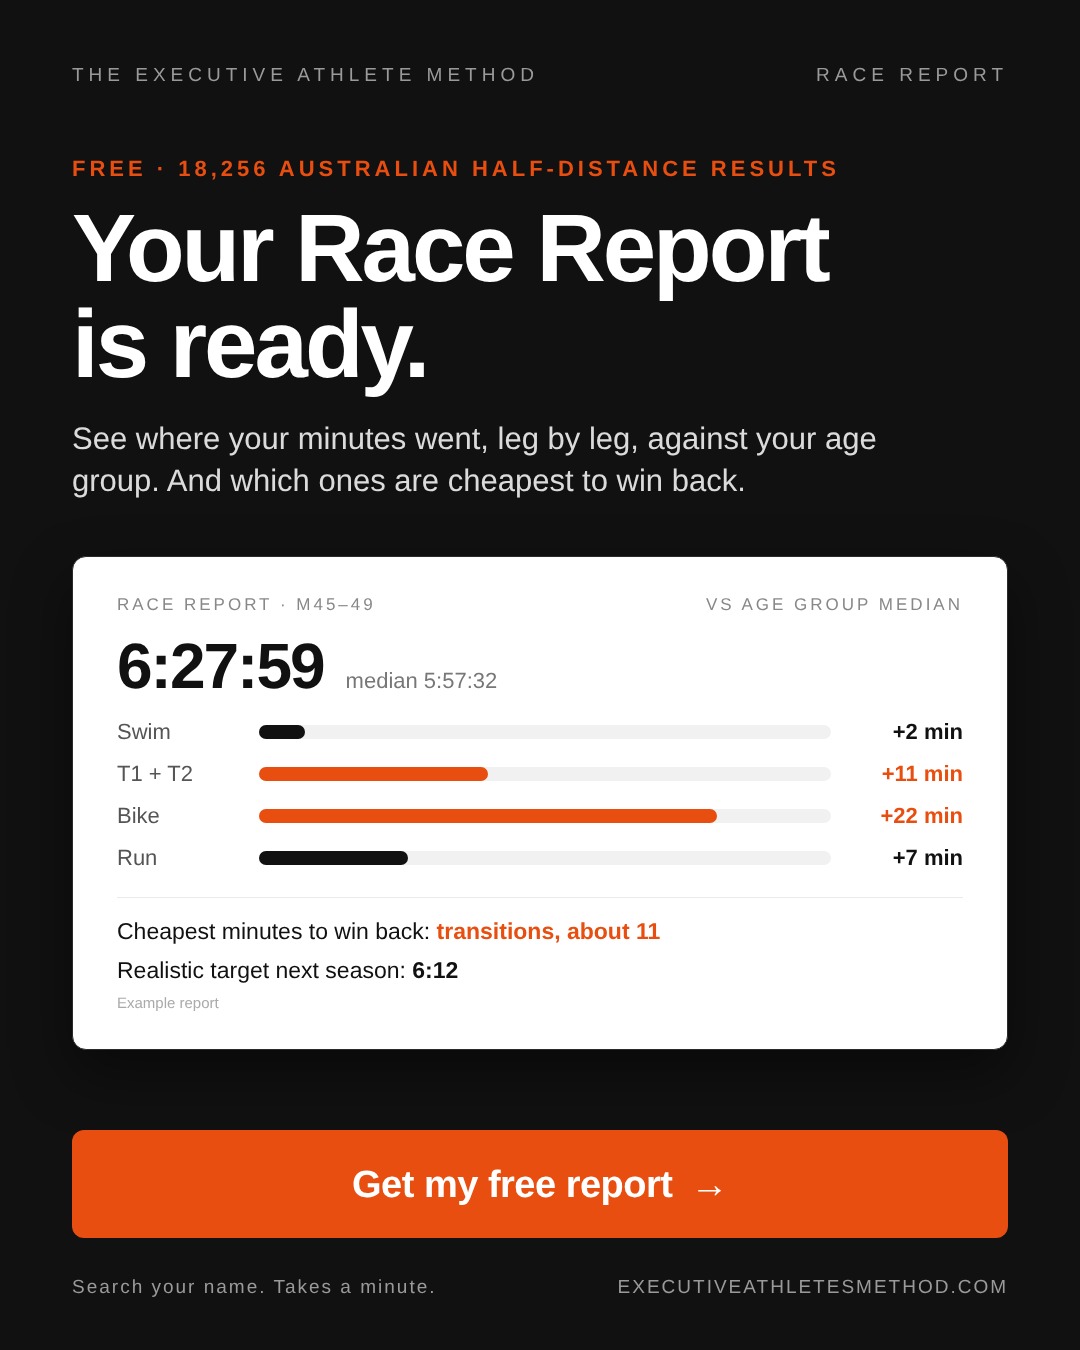 THE EXECUTIVE ATHLETE METHOD
RACE REPORT
FREE · 18,256 AUSTRALIAN HALF-DISTANCE RESULTS
Your Race Report
is ready.
See where your minutes went, leg by leg, against your age
group. And which ones are cheapest to win back.
RACE REPORT · M45–49
VS AGE GROUP MEDIAN
6:27:59 median 5:57:32
Swim +2 min
T1 + T2 +11 min
Bike +22 min
Run +7 min
Cheapest minutes to win back: transitions, about 11
Realistic target next season: 6:12
Example report
Get my free report →
Search your name. Takes a minute.
EXECUTIVEATHLETESMETHOD.COM